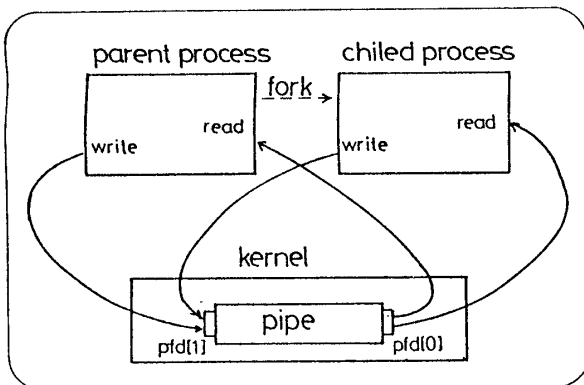 parent process
chiled process
fork
read
write
read
write
kernel
pipe
pfd[1]
pfd[0]